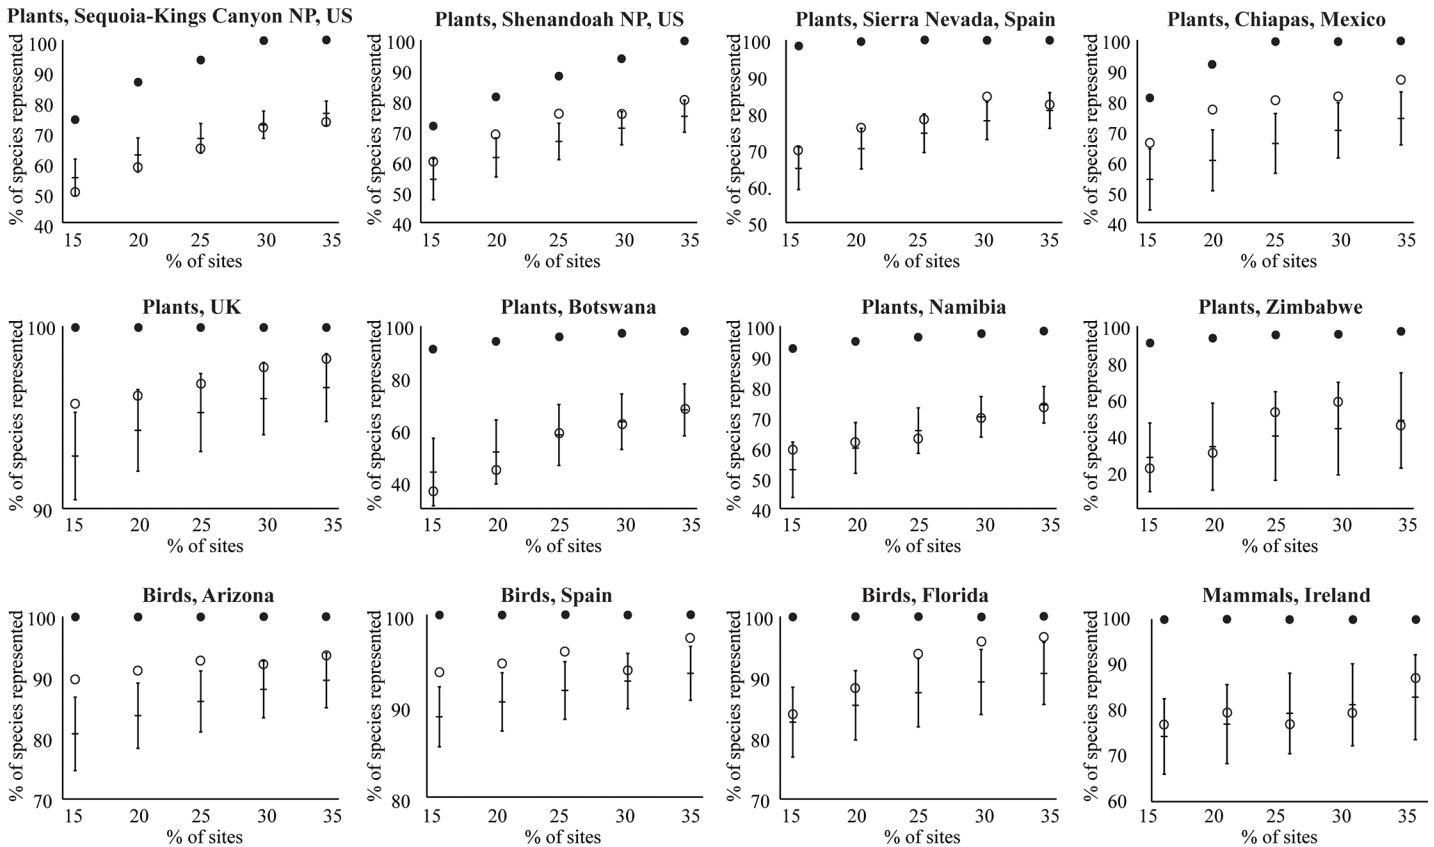 Plants, Sequoia-Kings Canyon NP, US
% of species represented
100
90
80
70
60
50
40
15 20 25 30 35
% of sites
Plants, Shenandoah NP, US
% of species represented
100
90
80
70
60
50
40
15 20 25 30 35
% of sites
Plants, Sierra Nevada, Spain
% of species represented
100
90
80
70
60.
50
15 20 25 30 35
% of sites
Plants, Chiapas, Mexico
% of species represented
100
90
80
70
60
50
40
15 20 25 30 35
% of sites
Plants, UK
% of species represented
100
90
15 20 25 30 35
% of sites
Plants, Botswana
% of species represented
100
80
60
40
15 20 25 30 35
% of sites
Plants, Namibia
% of species represented
100
90
80
70
60
50
40
15 20 25 30 35
% of sites
Plants, Zimbabwe
% of species represented
100
80
60
40
20
15 20 25 30 35
% of sites
Birds, Arizona
% of species represented
100
90
80
70
15 20 25 30 35
% of sites
Birds, Spain
% of species represented
100
90
80
15 20 25 30 35
% of sites
Birds, Florida
% of species represented
100
90
80
70
15 20 25 30 35
% of sites
Mammals, Ireland
% of species represented
100
90
80
70
60
15 20 25 30 35
% of sites